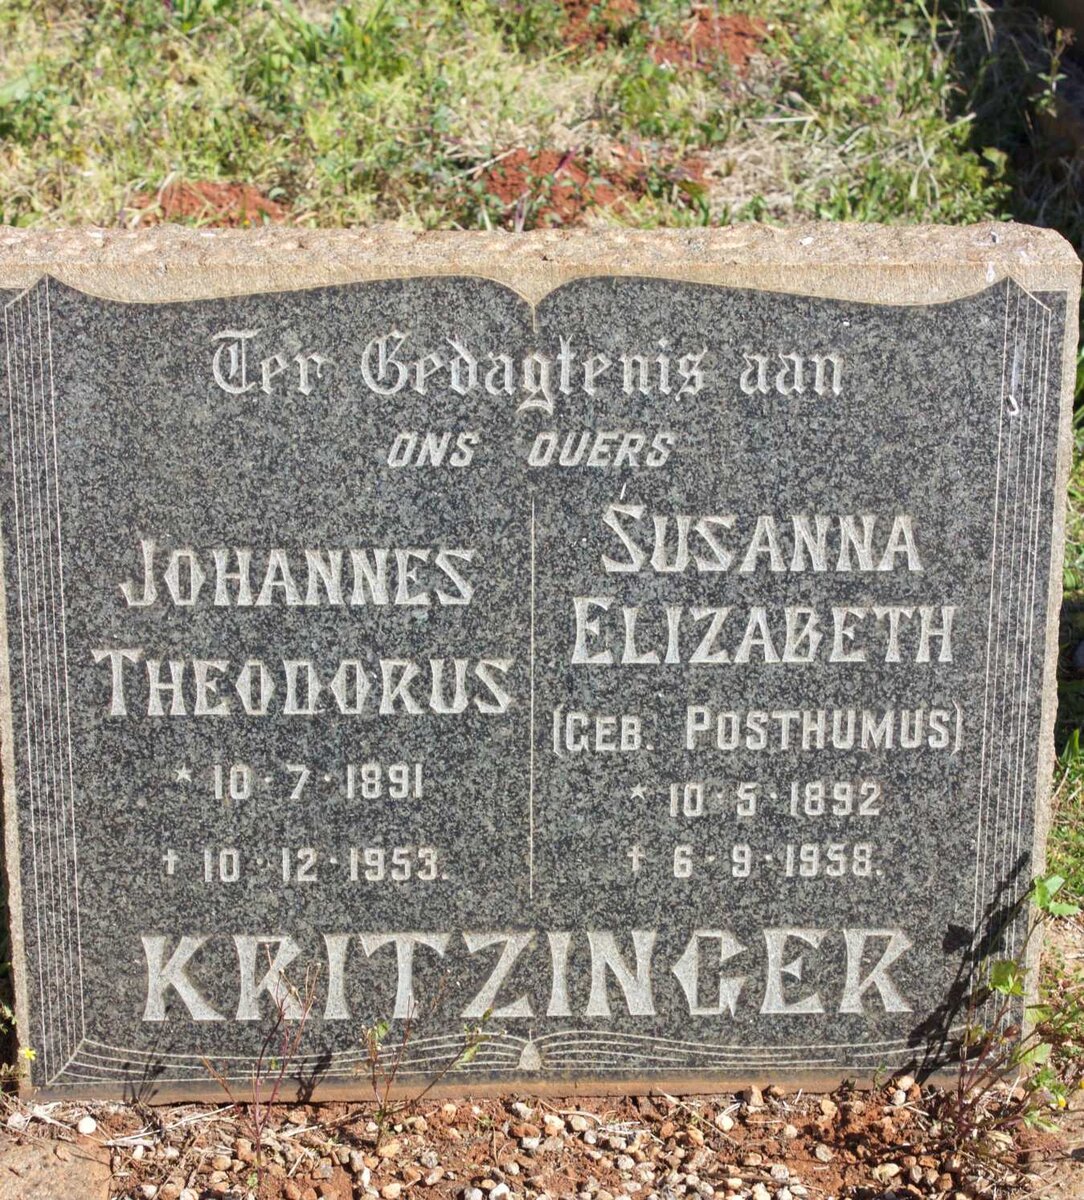 Ter Gedagtenis aan
ONS OUERS
JOHANNES
THEODORUS
* 10·7·1891
† 10·12·1953.
SUSANNA
ELIZABETH
(GEB. POSTHUMUS)
* 10·5·1892
† 6·9·1958.
KRITZINGER